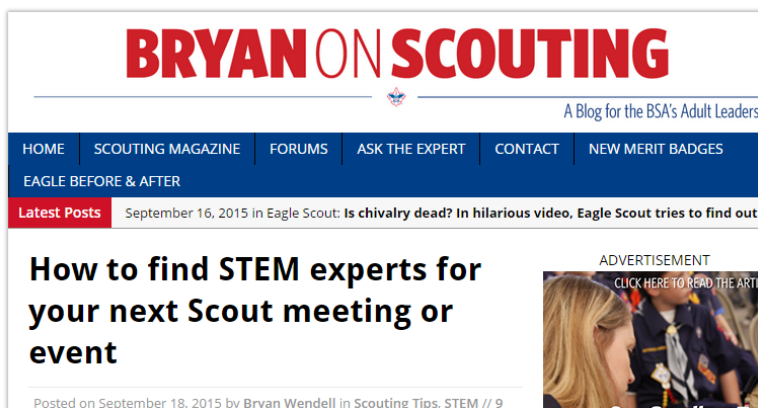 BRYAN ON SCOUTING
A Blog for the BSA's Adult Leaders
HOME SCOUTING MAGAZINE FORUMS ASK THE EXPERT CONTACT NEW MERIT BADGES
EAGLE BEFORE & AFTER
Latest Posts September 16, 2015 in Eagle Scout: Is chivalry dead? In hilarious video, Eagle Scout tries to find out
How to find STEM experts for
your next Scout meeting or
event
Posted on September 18, 2015 by Bryan Wendell in Scouting Tips, STEM // 9
ADVERTISEMENT
CLICK HERE TO READ THE ARTI